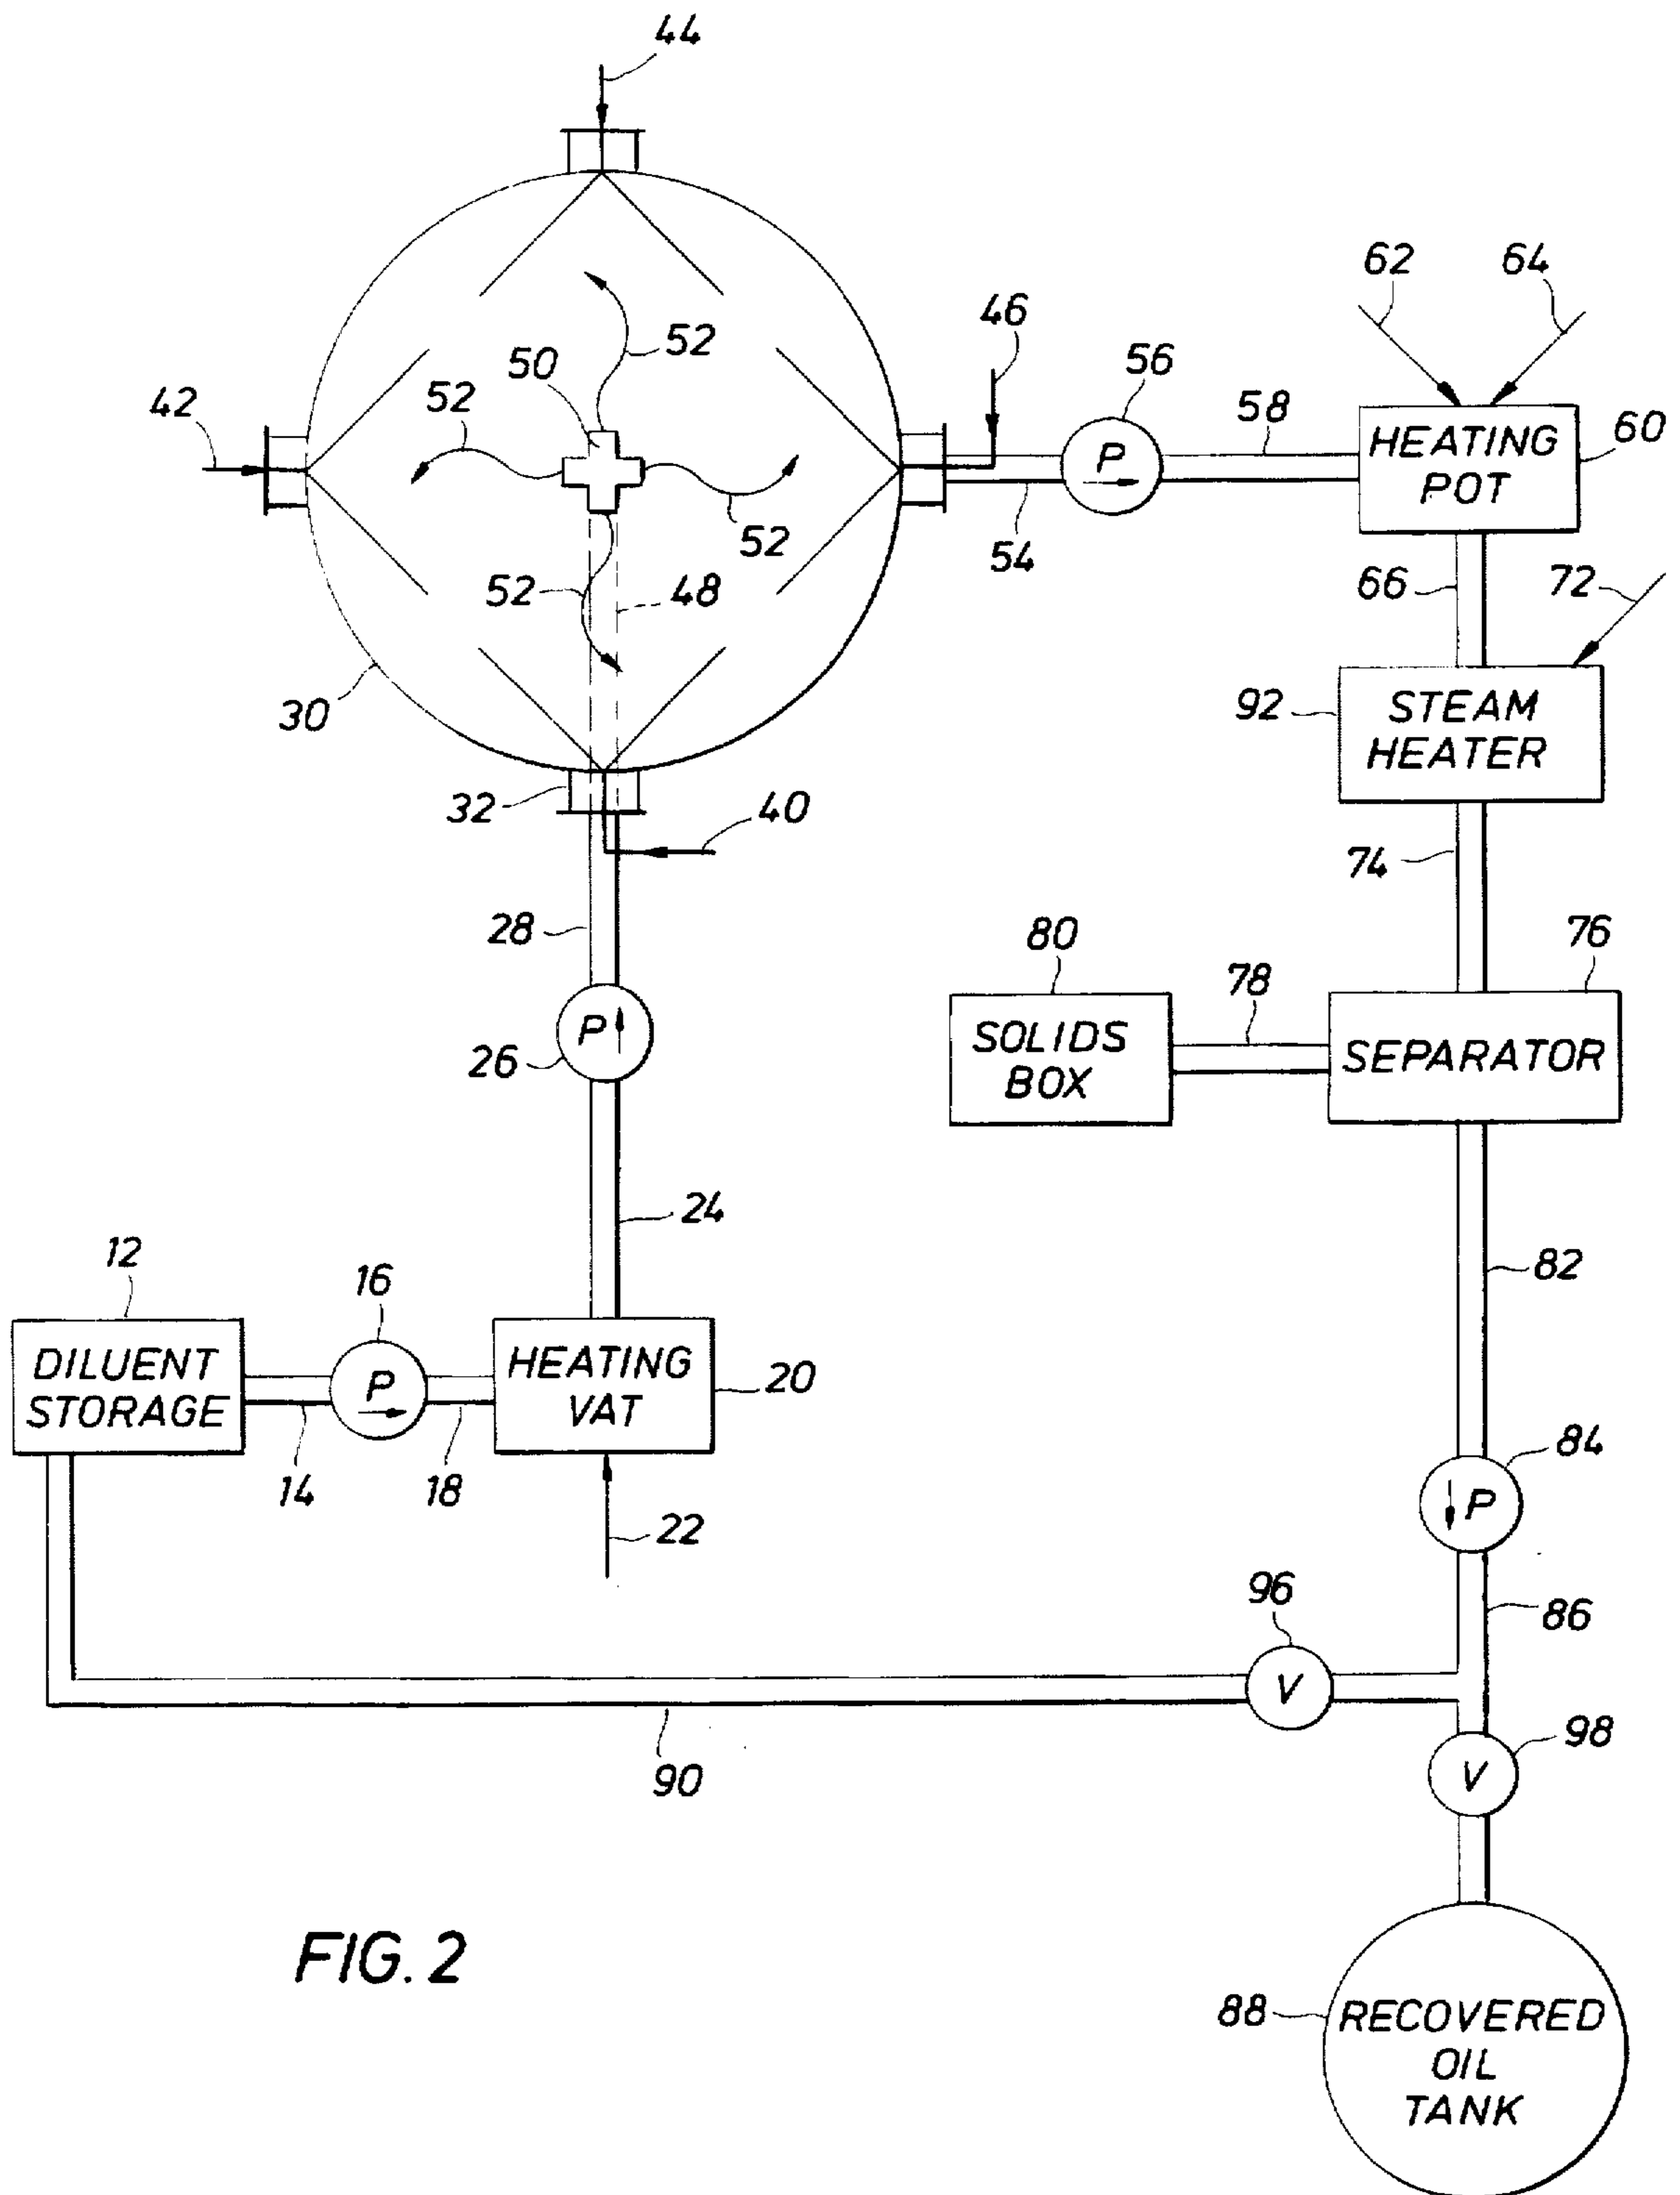 44
62
64
46
56
52
50
58
42
52
60
HEATING
POT
P
52
54
52
48
66
72
30
92
STEAM
HEATER
32
40
74
28
80
78
76
P
26
SOLIDS
BOX
SEPARATOR
24
12
16
82
DILUENT
STORAGE
P
HEATING
VAT
20
14
18
84
P
22
96
86
V
98
90
V
FIG. 2
88
RECOVERED
OIL
TANK